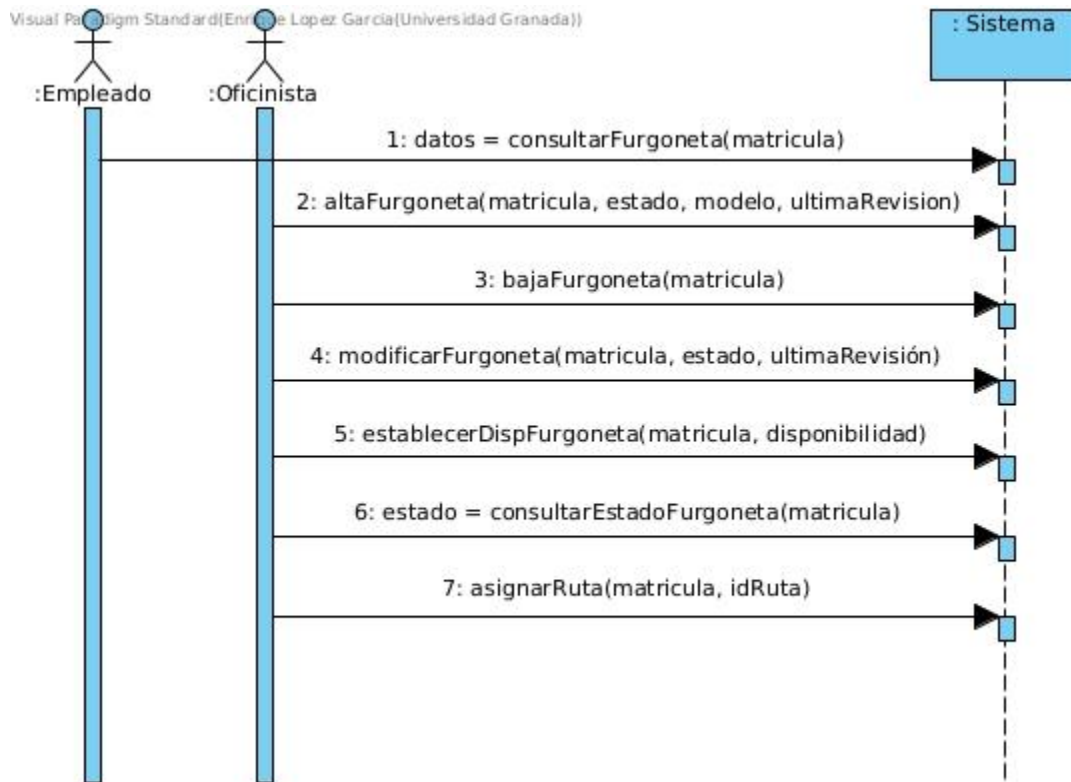 Visual Paradigm Standard(Enrique Lopez Garcia(Universidad Granada))
: Sistema
:Empleado
:Oficinista
1: datos = consultarFurgoneta(matricula)
2: altaFurgoneta(matricula, estado, modelo, ultimaRevision)
3: bajaFurgoneta(matricula)
4: modificarFurgoneta(matricula, estado, ultimaRevisión)
5: establecerDispFurgoneta(matricula, disponibilidad)
6: estado = consultarEstadoFurgoneta(matricula)
7: asignarRuta(matricula, idRuta)